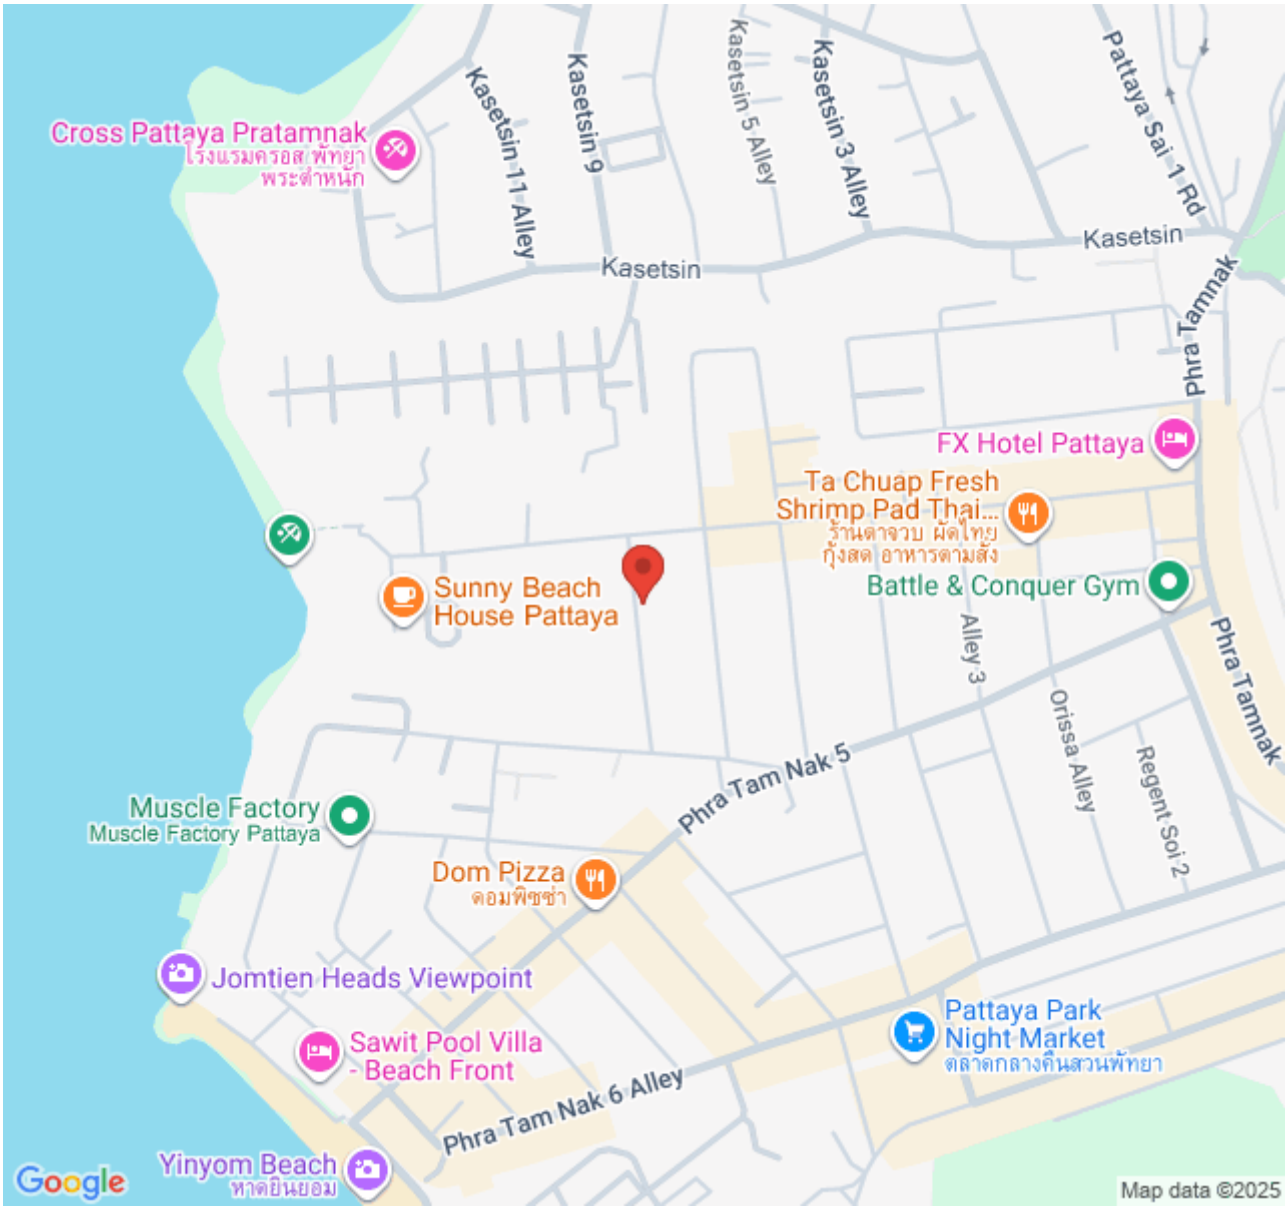 Kasetsin 11 Alley
Kasetsin 9
Kasetsin 5 Alley
Kasetsin 3 Alley
Pattaya Sai 1 Rd
Cross Pattaya Pratamnak
โรงแรมครอส พัทยา
พระตำหนัก
Kasetsin
Kasetsin
Phra Tamnak
FX Hotel Pattaya
Ta Chuap Fresh
Shrimp Pad Thai...
ร้านตาจวบ ผัดไทย
กุ้งสด อาหารตามสั่ง
Battle & Conquer Gym
Sunny Beach
House Pattaya
Alley 3
Phra Tamnak
Orissa Alley
Regent Soi 2
Phra Tam Nak 5
Muscle Factory
Muscle Factory Pattaya
Dom Pizza
ดอมพิซซ่า
Jomtien Heads Viewpoint
Sawit Pool Villa
- Beach Front
Pattaya Park
Night Market
ตลาดกลางคืนสวนพัทยา
Phra Tam Nak 6 Alley
Yinyom Beach
หาดยินยอม
Google
Map data ©2025